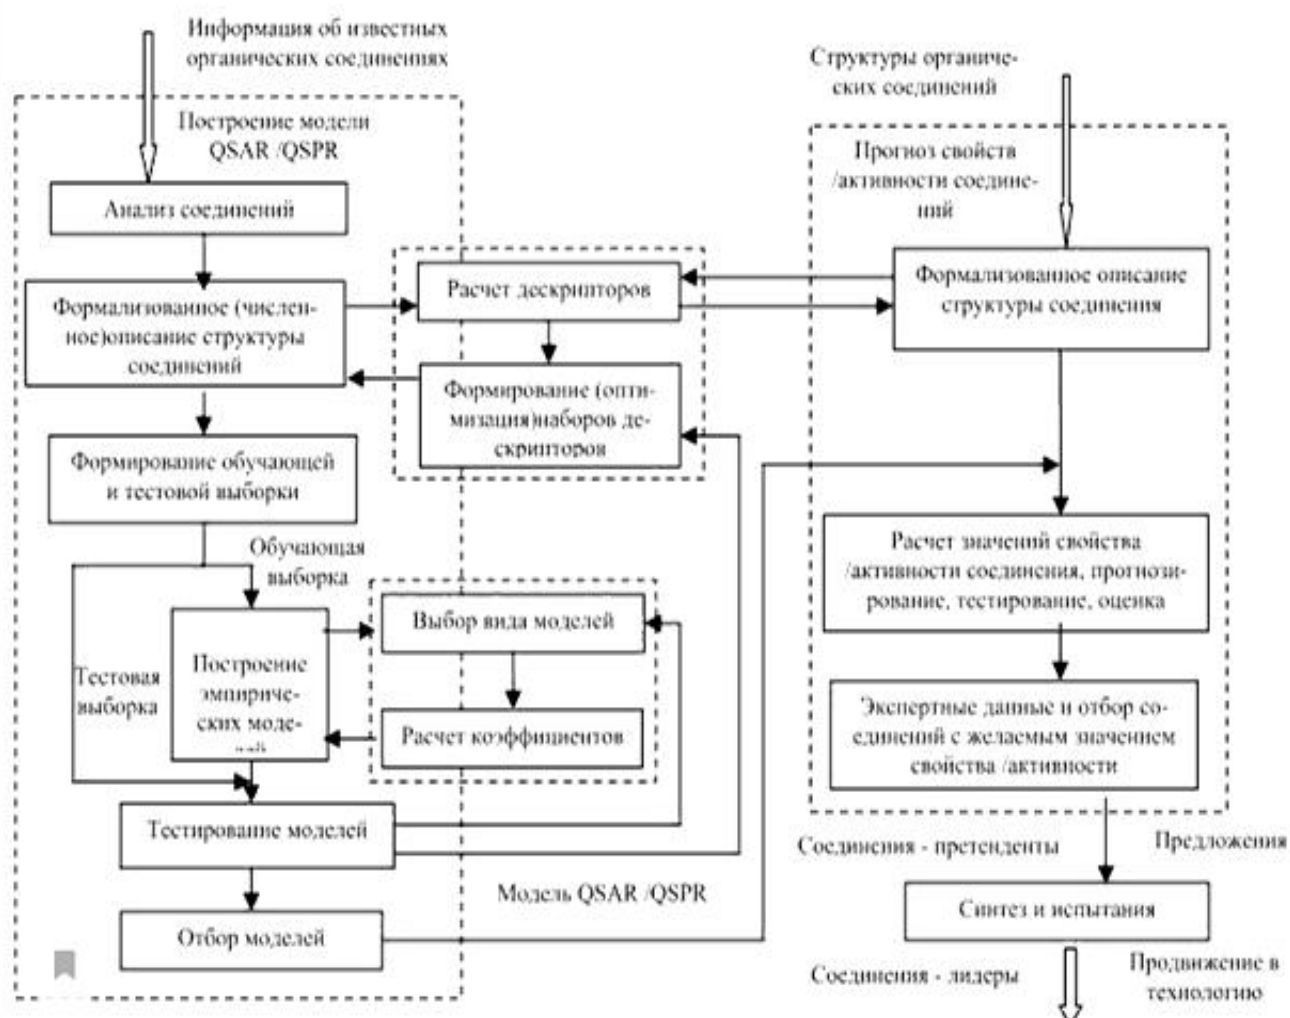 Информация об известных
органических соединениях
Построение модели
QSAR /QSPR
Анализ соединений
Формализованное (числен-
ное)описание структуры
соединений
Формирование обучающей
и тестовой выборки
Обучающая
выборка
Тестовая
выборка
Построение
эмпириче-
ских моде-
лей
Тестирование моделей
Отбор моделей
Расчет дескрипторов
Формирование (опти-
мизация)наборов де-
скрипторов
Выбор вида моделей
Расчет коэффициентов
Модель QSAR /QSPR
Структуры органиче-
ских соединений
Прогноз свойств
/активности соедине-
ний
Формализованное описание
структуры соединения
Расчет значений свойства
/активности соединения, прогнози-
рование, тестирование, оценка
Экспертные данные и отбор со-
единений с желаемым значением
свойства /активности
Соединения - претенденты
Предложения
Синтез и испытания
Соединения - лидеры
Продвижение в
технологию